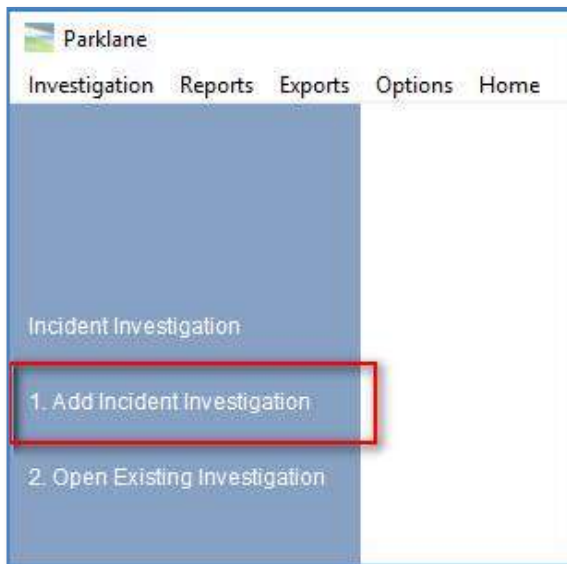 Parklane
Investigation Reports Exports Options Home
Incident Investigation
1. Add Incident Investigation
2. Open Existing Investigation